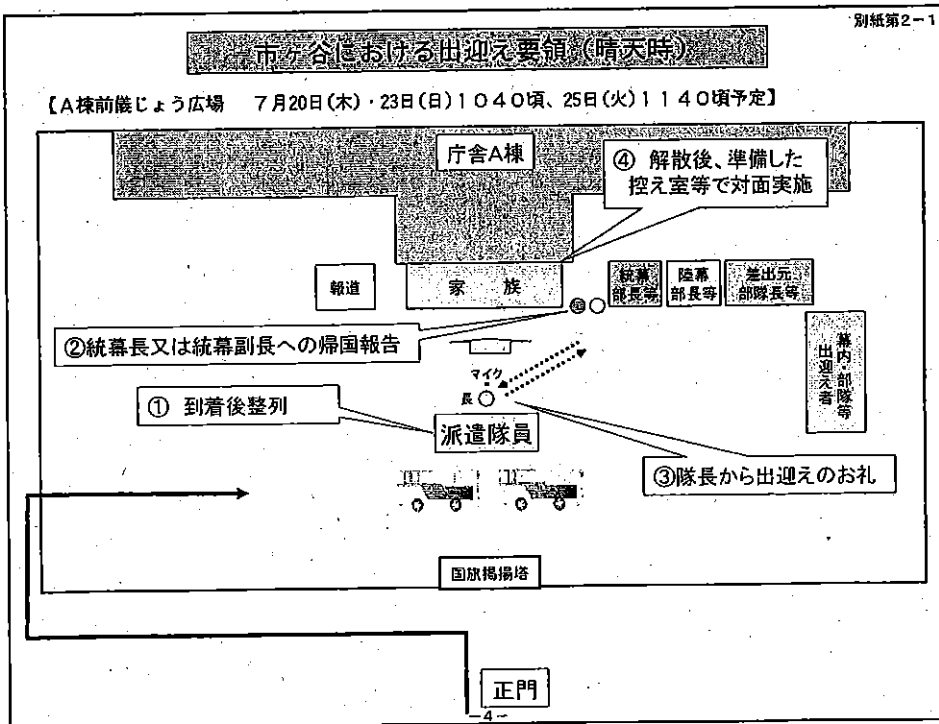 別紙第2-1
市ヶ谷における出迎え要領(晴天時)
【A棟前儀じょう広場 7月20日(木)・23日(日)1040頃、25日(火)1140頃予定】
庁舎A棟
④ 解散後、準備した
控え室等で対面実施
報道
家 族
統幕
部長等
陸幕
部長等
差出元
部隊長等
②統幕長又は統幕副長への帰国報告
幕内・部隊等
出迎え者
マイク
長
① 到着後整列
派遣隊員
③隊長から出迎えのお礼
国旗掲揚塔
正門
-4-